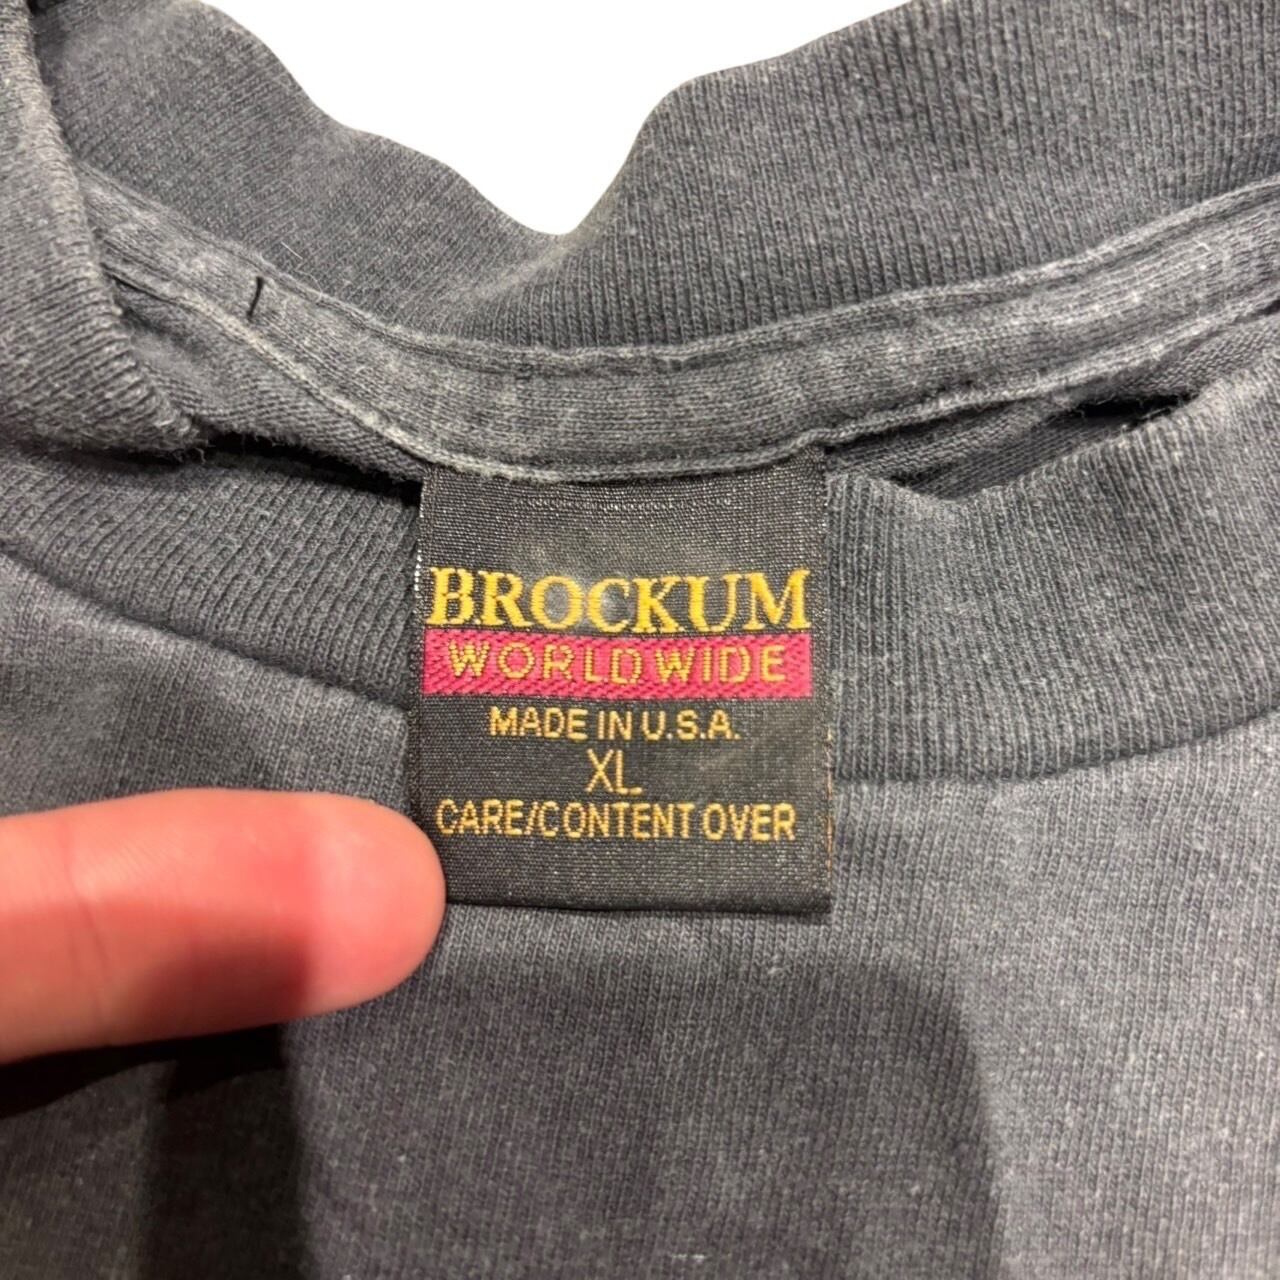 BROCKUM
WORLDWIDE
MADE IN U.S.A.
XL
CARE/CONTENT OVER